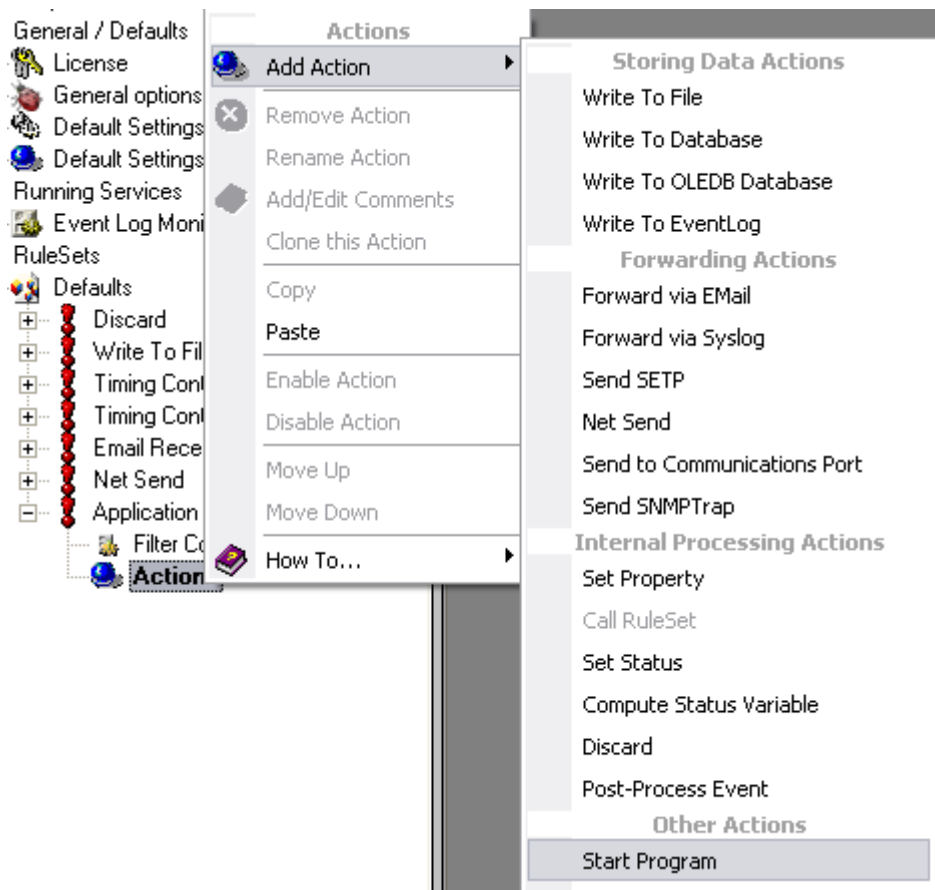 General / Defaults
License
General options
Default Settings
Default Settings
Running Services
Event Log Moni
RuleSets
Defaults
Discard
Write To Fil
Timing Cont
Timing Cont
Email Rece
Net Send
Application
Filter Co
Action
Actions
Add Action
Remove Action
Rename Action
Add/Edit Comments
Clone this Action
Copy
Paste
Enable Action
Disable Action
Move Up
Move Down
How To...
Storing Data Actions
Write To File
Write To Database
Write To OLEDB Database
Write To EventLog
Forwarding Actions
Forward via EMail
Forward via Syslog
Send SETP
Net Send
Send to Communications Port
Send SNMPTrap
Internal Processing Actions
Set Property
Call RuleSet
Set Status
Compute Status Variable
Discard
Post-Process Event
Other Actions
Start Program